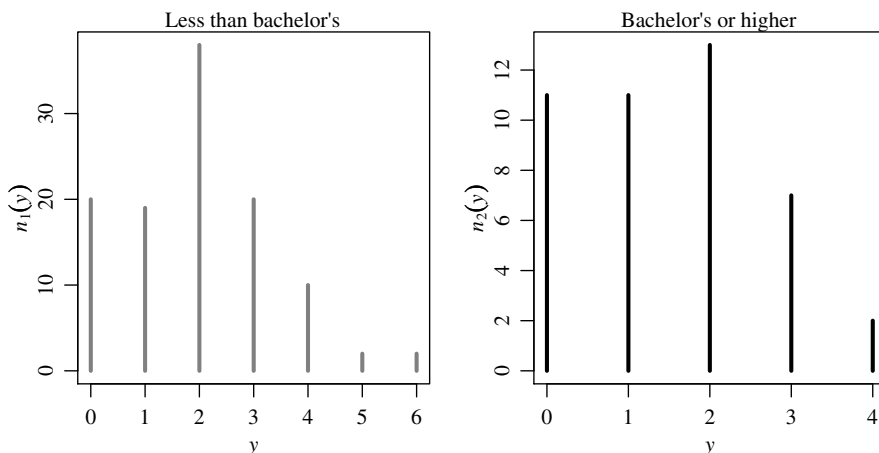 Less than bachelor's
n₁(y)
30
20
10
0
0 1 2 3 4 5 6
y
Bachelor's or higher
n₂(y)
12
10
8
6
4
2
0
0 1 2 3 4
y